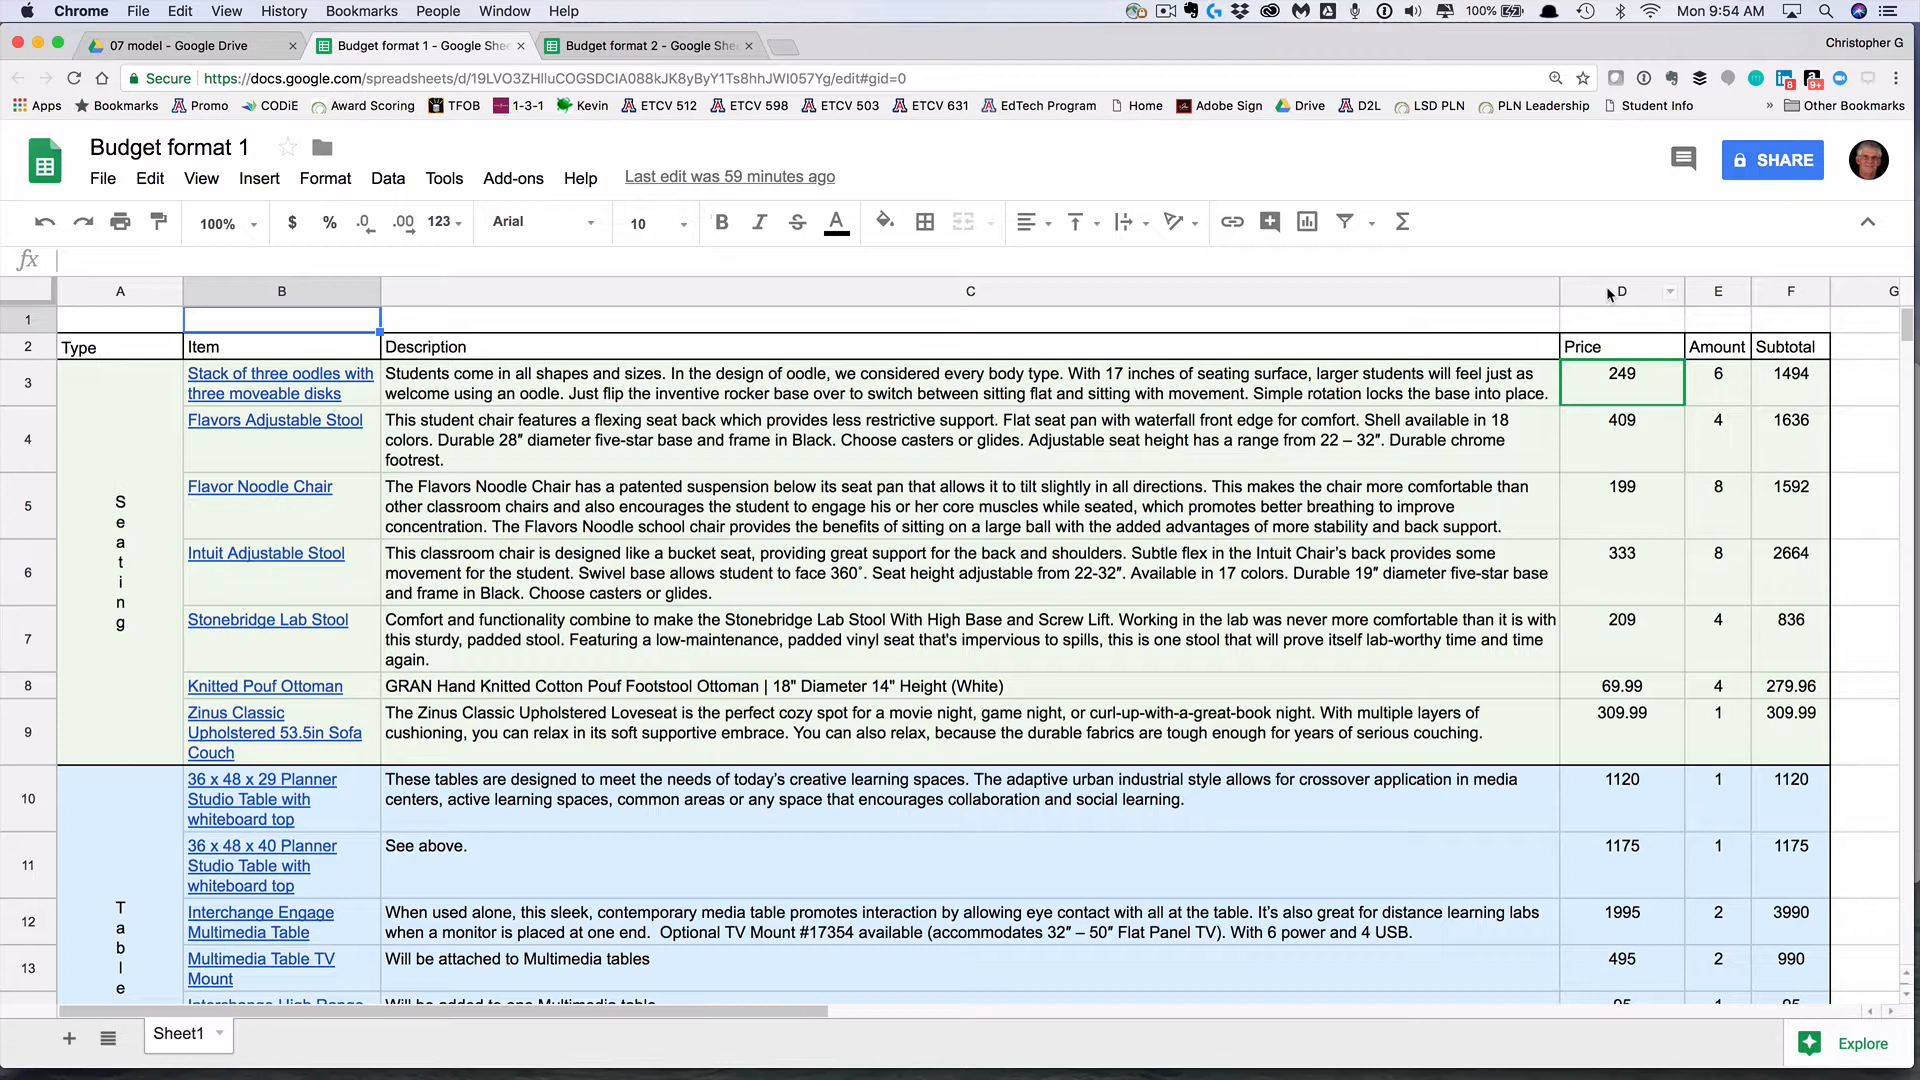 Chrome File Edit View History Bookmarks People Window Help 100% Mon 9:54 AM
07 model - Google Drive Budget format 1 - Google She Budget format 2 - Google She Christopher G
Secure https://docs.google.com/spreadsheets/d/19LVO3ZHlluCOGSDCIA088kJK8yByY1Ts8hhJWI057Yg/edit#gid=0
Apps Bookmarks Promo CODiE Award Scoring TFOB 1-3-1 Kevin ETCV 512 ETCV 598 ETCV 503 ETCV 631 EdTech Program Home Adobe Sign Drive D2L LSD PLN PLN Leadership Student Info » Other Bookmarks
Budget format 1
SHARE
File Edit View Insert Format Data Tools Add-ons Help Last edit was 59 minutes ago
100% $ % .0 .00 123 Arial 10 B I S A Σ
fx
A B C D E F G
1
2 Type Item Description Price Amount Subtotal
3 Stack of three oodles with Students come in all shapes and sizes. In the design of oodle, we considered every body type. With 17 inches of seating surface, larger students will feel just as 249 6 1494
three moveable disks welcome using an oodle. Just flip the inventive rocker base over to switch between sitting flat and sitting with movement. Simple rotation locks the base into place.
4 Flavors Adjustable Stool This student chair features a flexing seat back which provides less restrictive support. Flat seat pan with waterfall front edge for comfort. Shell available in 18 409 4 1636
colors. Durable 28″ diameter five-star base and frame in Black. Choose casters or glides. Adjustable seat height has a range from 22 – 32″. Durable chrome
footrest.
Seating
5 Flavor Noodle Chair The Flavors Noodle Chair has a patented suspension below its seat pan that allows it to tilt slightly in all directions. This makes the chair more comfortable than 199 8 1592
other classroom chairs and also encourages the student to engage his or her core muscles while seated, which promotes better breathing to improve
concentration. The Flavors Noodle school chair provides the benefits of sitting on a large ball with the added advantages of more stability and back support.
6 Intuit Adjustable Stool This classroom chair is designed like a bucket seat, providing great support for the back and shoulders. Subtle flex in the Intuit Chair’s back provides some 333 8 2664
movement for the student. Swivel base allows student to face 360˚. Seat height adjustable from 22-32″. Available in 17 colors. Durable 19″ diameter five-star base
and frame in Black. Choose casters or glides.
7 Stonebridge Lab Stool Comfort and functionality combine to make the Stonebridge Lab Stool With High Base and Screw Lift. Working in the lab was never more comfortable than it is with 209 4 836
this sturdy, padded stool. Featuring a low-maintenance, padded vinyl seat that's impervious to spills, this is one stool that will prove itself lab-worthy time and time
again.
8 Knitted Pouf Ottoman GRAN Hand Knitted Cotton Pouf Footstool Ottoman | 18" Diameter 14" Height (White) 69.99 4 279.96
9 Zinus Classic The Zinus Classic Upholstered Loveseat is the perfect cozy spot for a movie night, game night, or curl-up-with-a-great-book night. With multiple layers of 309.99 1 309.99
Upholstered 53.5in Sofa cushioning, you can relax in its soft supportive embrace. You can also relax, because the durable fabrics are tough enough for years of serious couching.
Couch
10 36 x 48 x 29 Planner These tables are designed to meet the needs of today’s creative learning spaces. The adaptive urban industrial style allows for crossover application in media 1120 1 1120
Studio Table with centers, active learning spaces, common areas or any space that encourages collaboration and social learning.
whiteboard top
11 36 x 48 x 40 Planner See above. 1175 1 1175
Studio Table with
whiteboard top
Table
12 Interchange Engage When used alone, this sleek, contemporary media table promotes interaction by allowing eye contact with all at the table. It’s also great for distance learning labs 1995 2 3990
Multimedia Table when a monitor is placed at one end. Optional TV Mount #17354 available (accommodates 32″ – 50″ Flat Panel TV). With 6 power and 4 USB.
13 Multimedia Table TV Will be attached to Multimedia tables 495 2 990
Mount
Interchange High Range Will be added to one Multimedia table 95 1 95
Sheet1 Explore